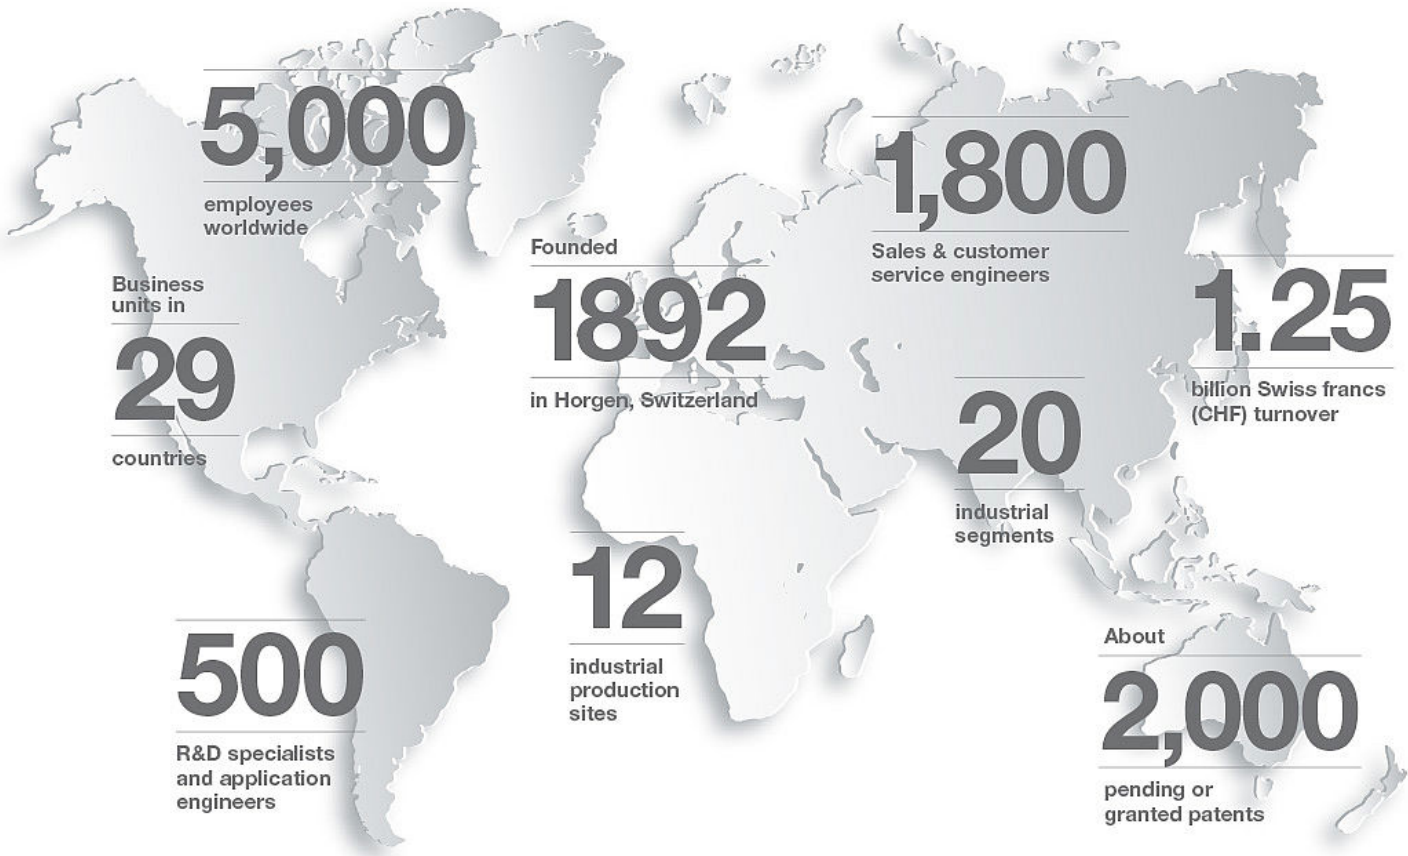 5,000
employees
worldwide
1,800
Sales & customer
service engineers
Founded
1892
in Horgen, Switzerland
Business
units in
29
countries
1.25
billion Swiss francs
(CHF) turnover
20
industrial
segments
12
industrial
production
sites
500
R&D specialists
and application
engineers
About
2,000
pending or
granted patents